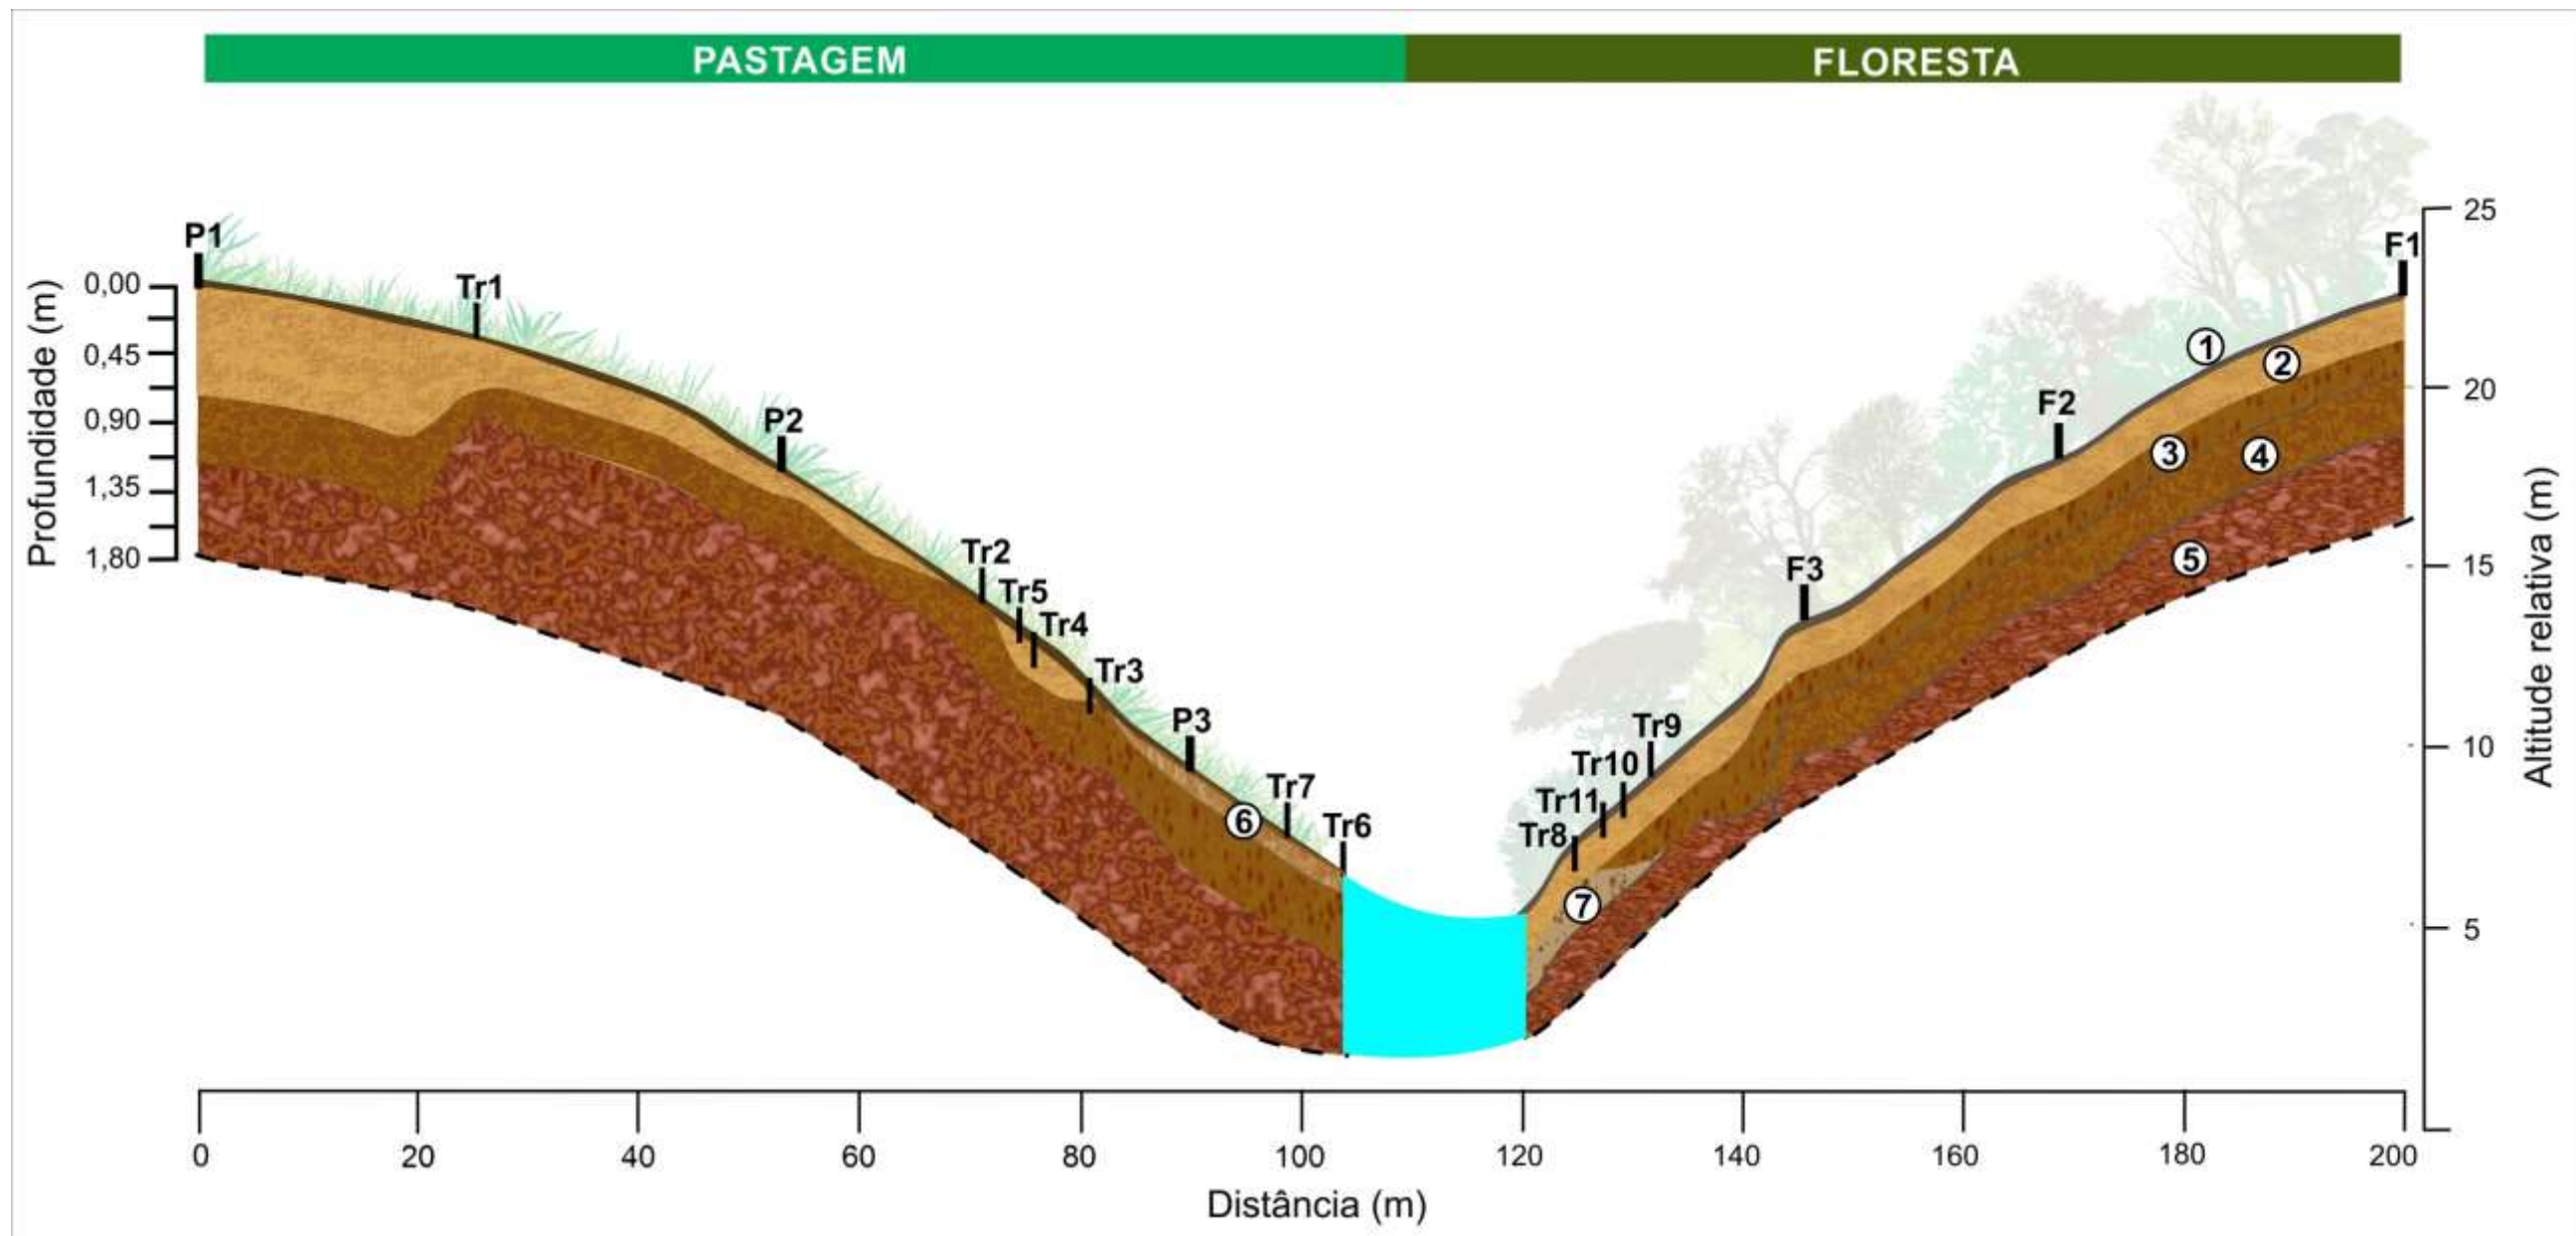 PASTAGEM
FLORESTA
P1
Tr1
P2
Tr2
Tr5
Tr4
Tr3
P3
Tr7
Tr6
Tr8
Tr11
Tr10
Tr9
F3
F2
F1
1
2
3
4
5
6
7
Profundidade (m)
0,00
0,45
0,90
1,35
1,80
Altitude relativa (m)
25
20
15
10
5
0 20 40 60 80 100 120 140 160 180 200
Distância (m)